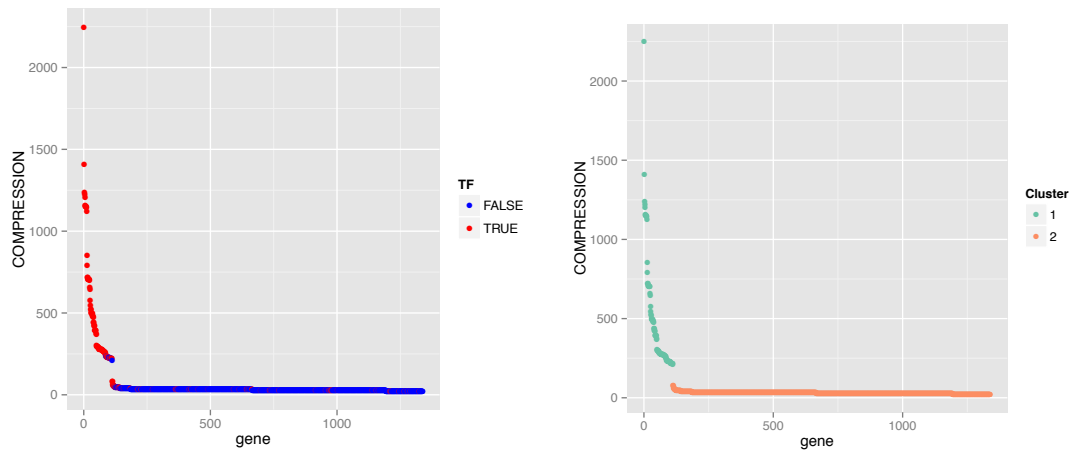 COMPRESSION
2000
1500
1000
500
0
0
500
1000
gene
TF
FALSE
TRUE
COMPRESSION
2000
1500
1000
500
0
0
500
1000
gene
Cluster
1
2